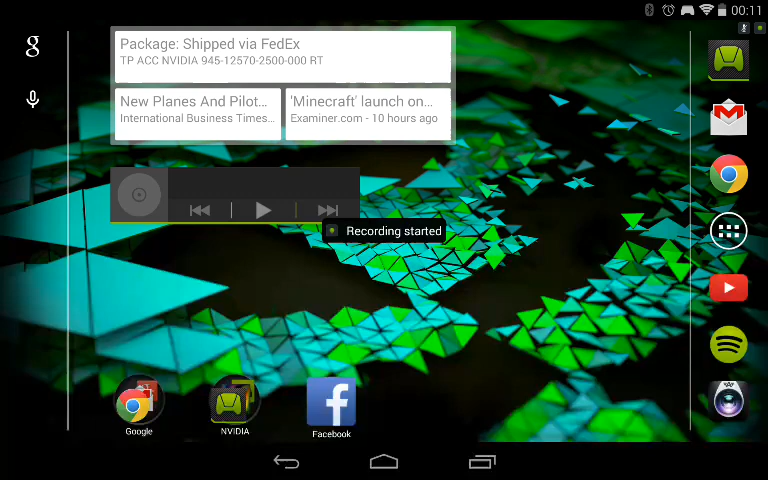 00:11
g
Package: Shipped via FedEx
TP ACC NVIDIA 945-12570-2500-000 RT
New Planes And Pilot...
International Business Times...
'Minecraft' launch on...
Examiner.com - 10 hours ago
Recording started
Google
NVIDIA
Facebook